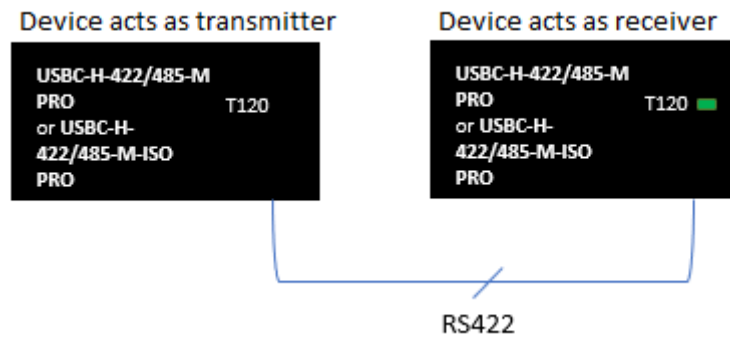 Device acts as transmitter
USBC-H-422/485-M
PRO
or USBC-H-
422/485-M-ISO
PRO
T120
Device acts as receiver
USBC-H-422/485-M
PRO
or USBC-H-
422/485-M-ISO
PRO
T120
RS422